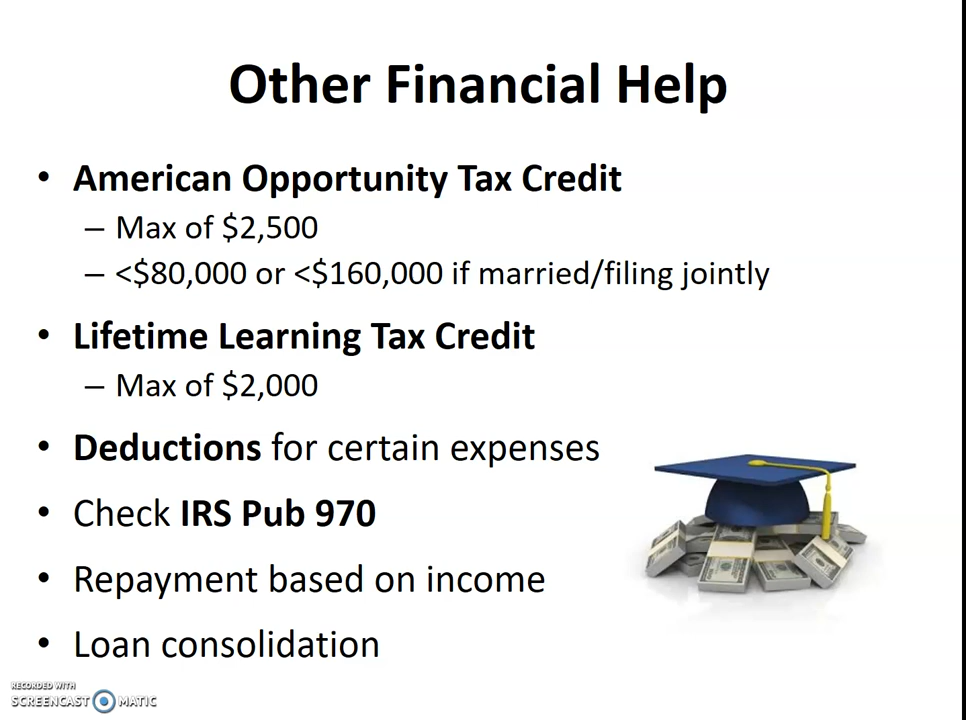 Other Financial Help
• American Opportunity Tax Credit
– Max of $2,500
– <$80,000 or <$160,000 if married/filing jointly
• Lifetime Learning Tax Credit
– Max of $2,000
• Deductions for certain expenses
• Check IRS Pub 970
• Repayment based on income
• Loan consolidation
RECORDED WITH
SCREENCAST MATIC